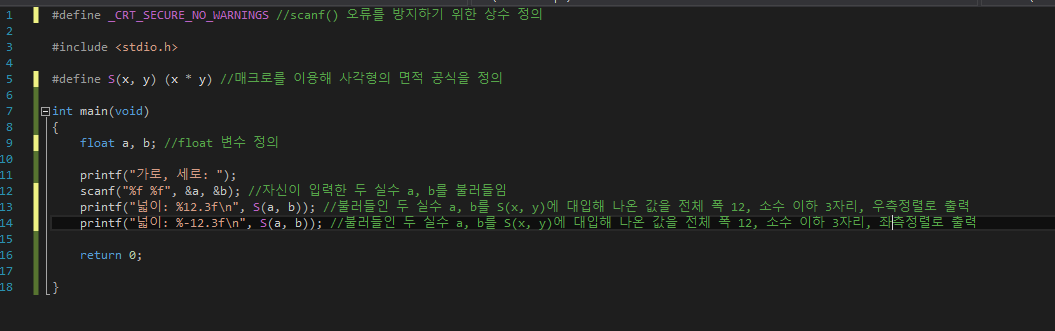 1 #define _CRT_SECURE_NO_WARNINGS //scanf() 오류를 방지하기 위한 상수 정의
2
3 #include <stdio.h>
4
5 #define S(x, y) (x * y) //매크로를 이용해 사각형의 면적 공식을 정의
6
7 int main(void)
8 {
9 float a, b; //float 변수 정의
10
11 printf("가로, 세로: ");
12 scanf("%f %f", &a, &b); //자신이 입력한 두 실수 a, b를 불러들임
13 printf("넓이: %12.3f\n", S(a, b)); //불러들인 두 실수 a, b를 S(x, y)에 대입해 나온 값을 전체 폭 12, 소수 이하 3자리, 우측정렬로 출력
14 printf("넓이: %-12.3f\n", S(a, b)); //불러들인 두 실수 a, b를 S(x, y)에 대입해 나온 값을 전체 폭 12, 소수 이하 3자리, 좌측정렬로 출력
15
16 return 0;
17
18 }